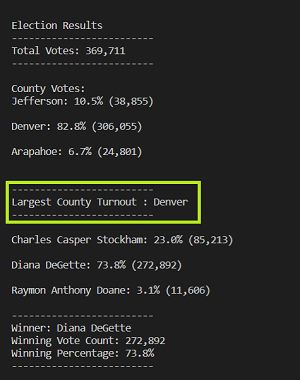 Election Results
-------------------------
Total Votes: 369,711
-------------------------
County Votes:
Jefferson: 10.5% (38,855)
Denver: 82.8% (306,055)
Arapahoe: 6.7% (24,801)
-------------------------
Largest County Turnout : Denver
-------------------------
Charles Casper Stockham: 23.0% (85,213)
Diana DeGette: 73.8% (272,892)
Raymon Anthony Doane: 3.1% (11,606)
-------------------------
Winner: Diana DeGette
Winning Vote Count: 272,892
Winning Percentage: 73.8%
-------------------------